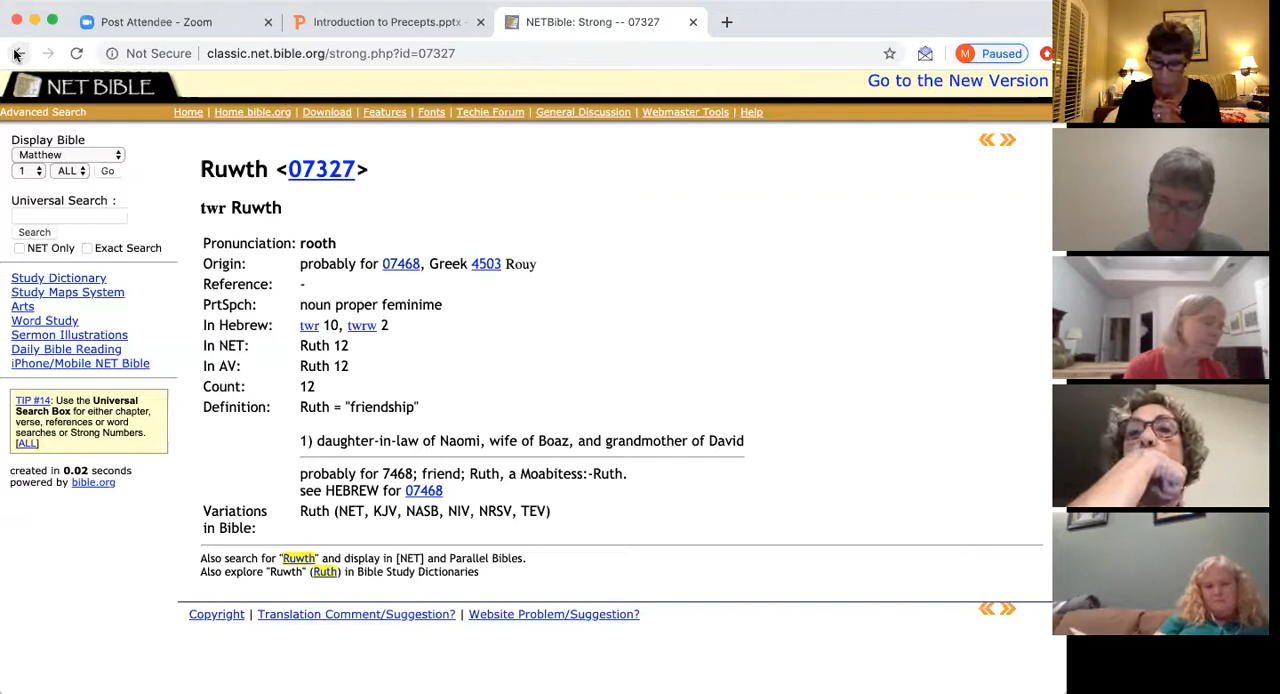 Post Attendee - Zoom
Introduction to Precepts.pptx -
NETBible: Strong -- 07327
Not Secure | classic.net.bible.org/strong.php?id=07327
M Paused
NET BIBLE
Go to the New Version
Advanced Search
Home | Home bible.org | Download | Features | Fonts | Techie Forum | General Discussion | Webmaster Tools | Help
Display Bible
Matthew
1 ALL Go
Universal Search :
Search
NET Only Exact Search
Study Dictionary
Study Maps System
Arts
Word Study
Sermon Illustrations
Daily Bible Reading
iPhone/Mobile NET Bible
TIP #14: Use the
Universal
Search Box for either chapter,
verse, references or word
searches or Strong Numbers.
[ALL]
created in 0.02 seconds
powered by bible.org
Ruwth <07327>
twr Ruwth
Pronunciation: rooth
Origin: probably for 07468, Greek 4503 Rouy
Reference: -
PrtSpch: noun proper feminime
In Hebrew: twr 10, twrw 2
In NET: Ruth 12
In AV: Ruth 12
Count: 12
Definition: Ruth = "friendship"
1) daughter-in-law of Naomi, wife of Boaz, and grandmother of David
probably for 7468; friend; Ruth, a Moabitess:-Ruth.
see HEBREW for 07468
Variations in Bible: Ruth (NET, KJV, NASB, NIV, NRSV, TEV)
Also search for "Ruwth" and display in [NET] and Parallel Bibles.
Also explore "Ruwth" (Ruth) in Bible Study Dictionaries
Copyright | Translation Comment/Suggestion? | Website Problem/Suggestion?